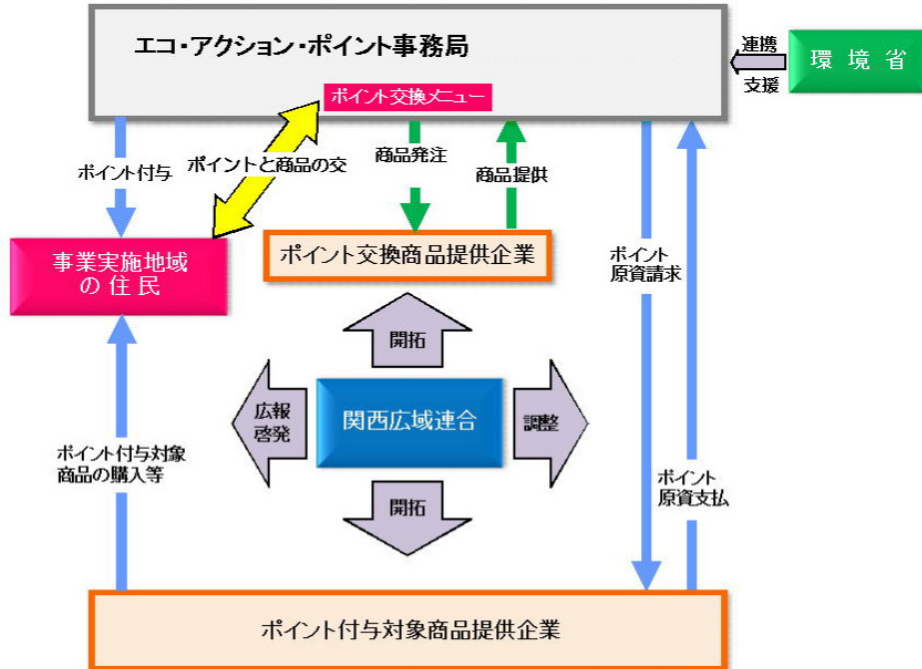 エコ・アクション・ポイント事務局
連携
環境省
支援
ポイント交換メニュー
ポイント付与
ポイントと商品の交
商品発注
商品提供
事業実施地域
の住民
ポイント交換商品提供企業
ポイント
原資請求
開拓
広報
啓発
関西広域連合
調整
ポイント付与対象
商品の購入等
ポイント
原資支払
開拓
ポイント付与対象商品提供企業